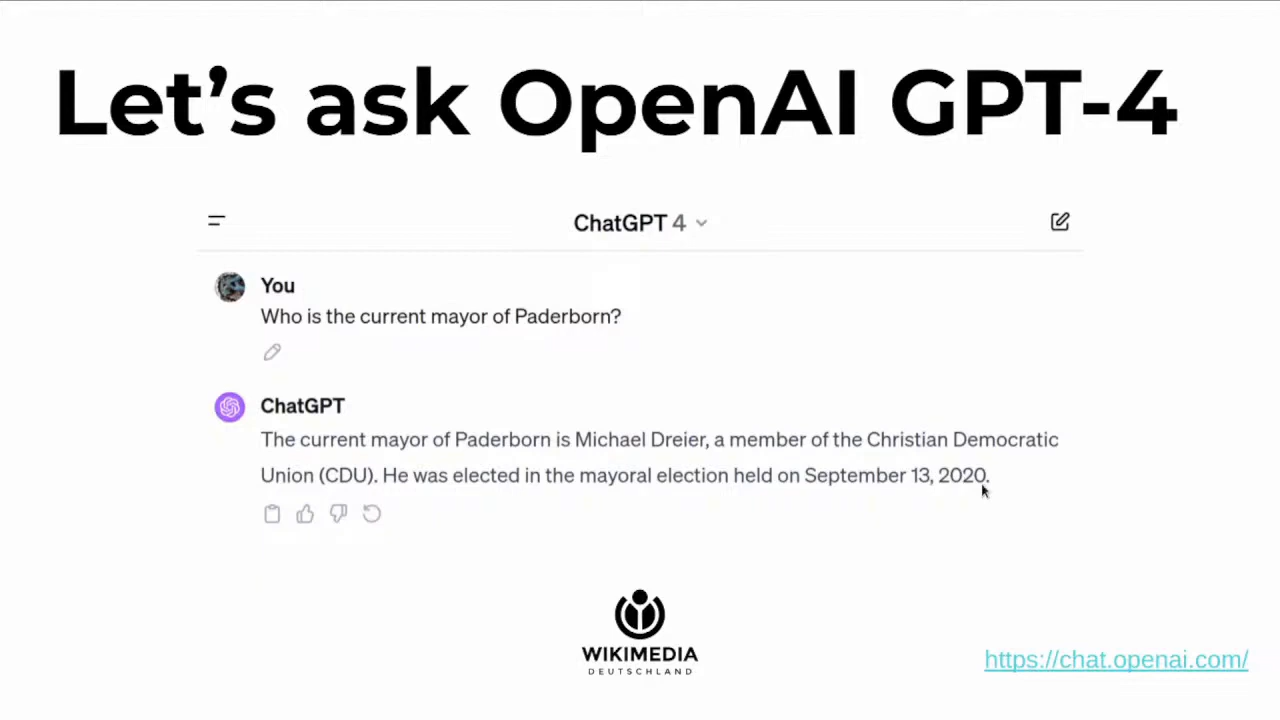 Let’s ask OpenAI GPT-4
ChatGPT 4
You
Who is the current mayor of Paderborn?
ChatGPT
The current mayor of Paderborn is Michael Dreier, a member of the Christian Democratic
Union (CDU). He was elected in the mayoral election held on September 13, 2020.
WIKIMEDIA
DEUTSCHLAND
https://chat.openai.com/